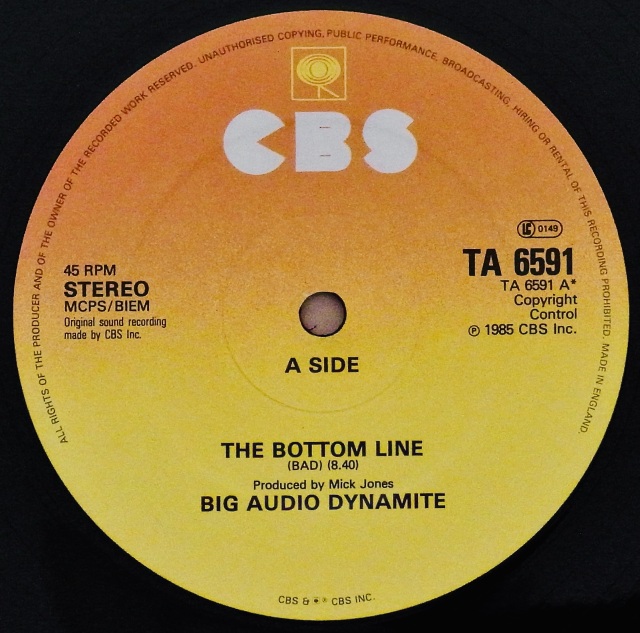 ALL RIGHTS OF THE PRODUCER AND OF THE OWNER OF THE RECORDED WORK RESERVED. UNAUTHORISED COPYING, PUBLIC PERFORMANCE, BROADCASTING, HIRING OR RENTAL OF THIS RECORDING PROHIBITED. MADE IN ENGLAND.
CBS
LC 0149
45 RPM
STEREO
MCPS/BIEM
Original sound recording
made by CBS Inc.
TA 6591
TA 6591 A*
Copyright
Control
℗ 1985 CBS Inc.
A SIDE
THE BOTTOM LINE
(BAD) (8.40)
Produced by Mick Jones
BIG AUDIO DYNAMITE
CBS & ®* CBS INC.